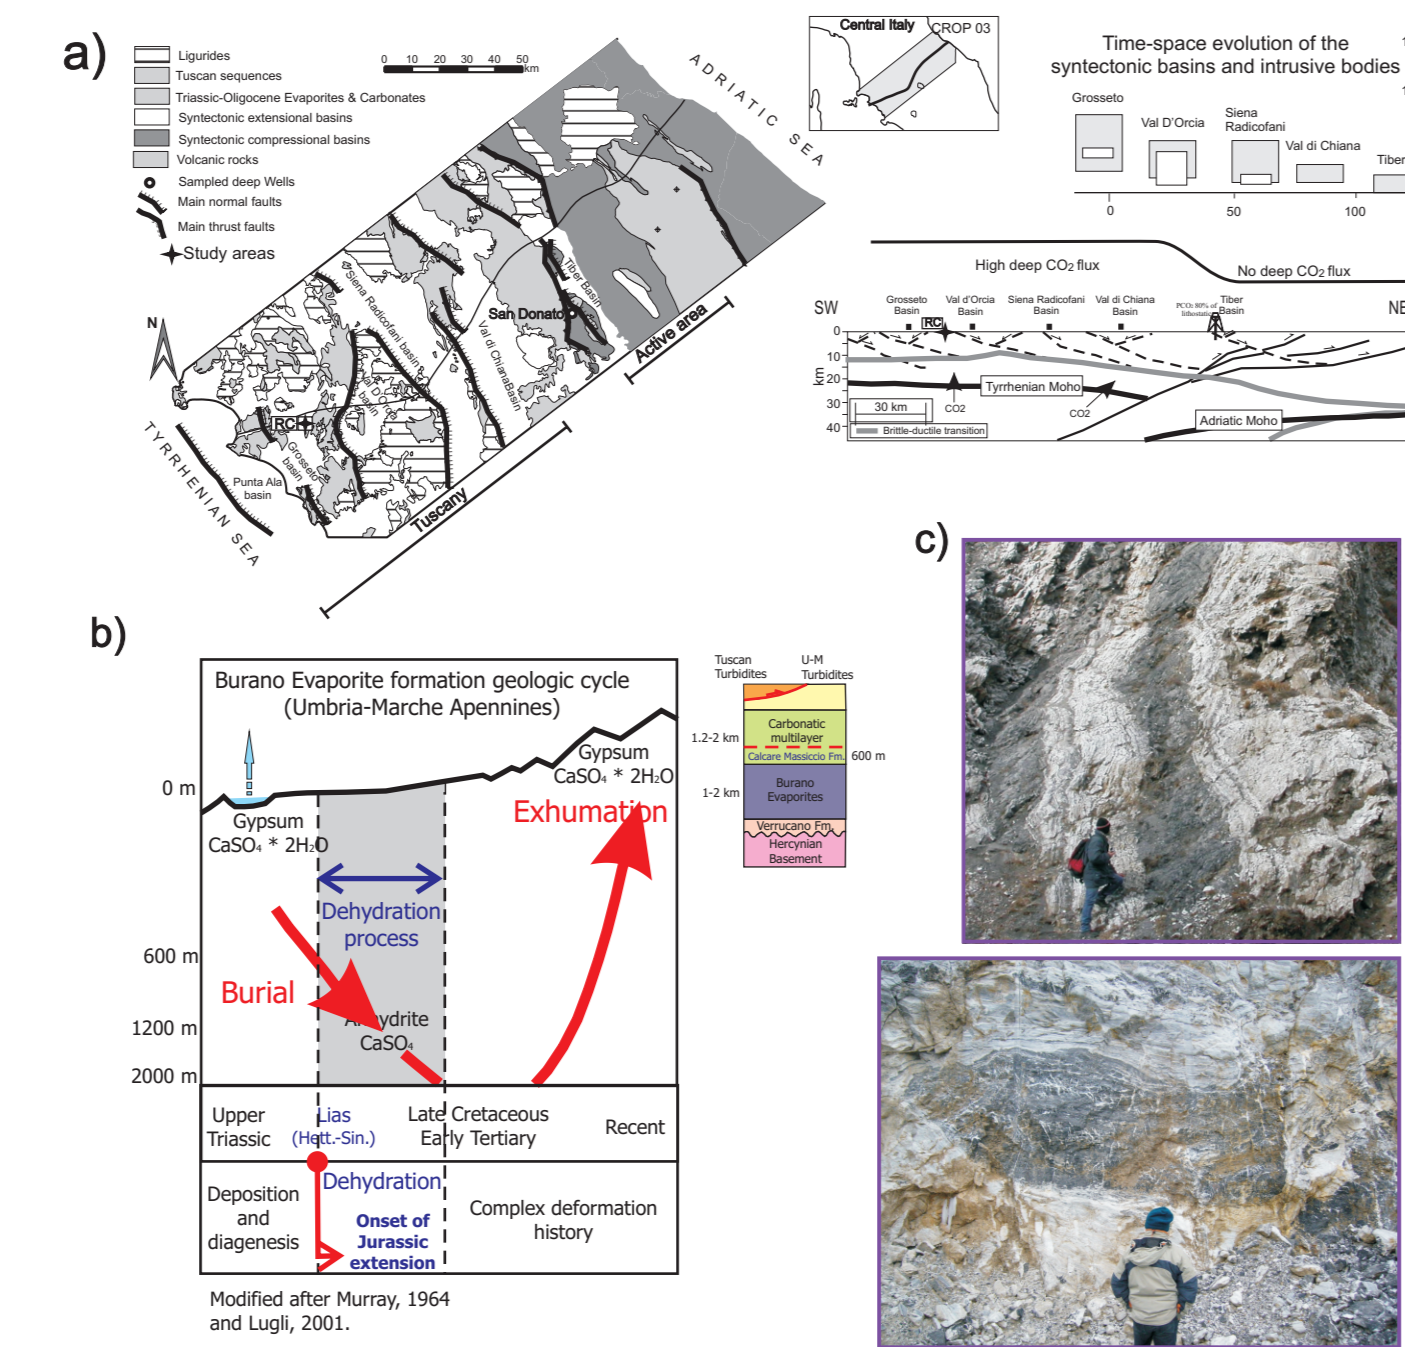 a)
Ligurides
Tuscan sequences
Triassic-Oligocene Evaporites & Carbonates
Syntectonic extensional basins
Syntectonic compressional basins
Volcanic rocks
Sampled deep Wells
Main normal faults
Main thrust faults
Study areas
0 10 20 30 40 50
km
N
ADRIATIC SEA
TYRRHENIAN SEA
Siena Radicofani basin
Val D'Orcia
basin
Val di ChianaBasin
Tiber Basin
San Donato
RC
Grosseto
basin
Punta Ala
basin
Active area
Tuscany
Central Italy
CROP 03
Time-space evolution of the
syntectonic basins and intrusive bodies
Grosseto
Val D'Orcia
Siena
Radicofani
Val di Chiana
Tiber
0 50 100
High deep CO2 flux
No deep CO2 flux
SW
NE
Grosseto
Basin
Val d'Orcia
Basin
Siena Radicofani
Basin
Val di Chiana
Basin
PCO2 80% of
lithostatic
Tiber
Basin
RC
0
10
20
30
40
km
Tyrrhenian Moho
CO2
CO2
30 km
Adriatic Moho
Brittle-ductile transition
b)
Burano Evaporite formation geologic cycle
(Umbria-Marche Apennines)
Gypsum
CaSO4 * 2H2O
Gypsum
CaSO4 * 2H2O
Exhumation
Dehydration
process
Burial
Anhydrite
CaSO4
0 m
600 m
1200 m
2000 m
Upper
Triassic
Lias
(Hett.-Sin.)
Late Cretaceous
Early Tertiary
Recent
Deposition
and
diagenesis
Dehydration
Onset of
Jurassic
extension
Complex deformation
history
Modified after Murray, 1964
and Lugli, 2001.
Tuscan
Turbidites
U-M
Turbidites
Carbonatic
multilayer
Calcare Massiccio Fm.
1.2-2 km
600 m
Burano
Evaporites
1-2 km
Verrucano Fm.
Hercynian
Basement
c)